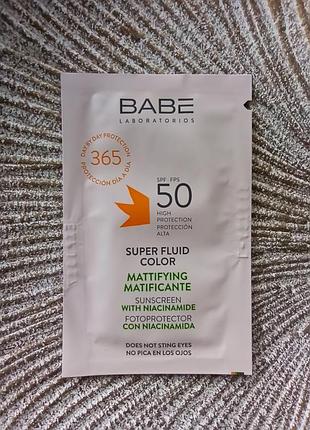 BABÉ
LABORATORIOS
DAY BY DAY PROTECTION
365
PROTECCIÓN DÍA A DÍA
SPF FPS
50
HIGH
PROTECTION
PROTECCIÓN
ALTA
SUPER FLUID
COLOR
MATTIFYING
MATIFICANTE
SUNSCREEN
WITH NIACINAMIDE
FOTOPROTECTOR
CON NIACINAMIDA
DOES NOT STING EYES
NO PICA EN LOS OJOS